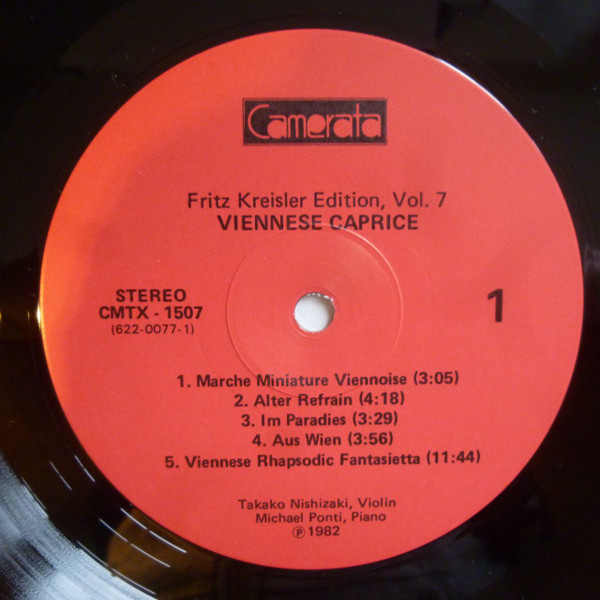 Camerata
Fritz Kreisler Edition, Vol. 7
VIENNESE CAPRICE
STEREO
CMTX - 1507
(622-0077-1)
1
1. Marche Miniature Viennoise (3:05)
2. Alter Refrain (4:18)
3. Im Paradies (3:29)
4. Aus Wien (3:56)
5. Viennese Rhapsodic Fantasietta (11:44)
Takako Nishizaki, Violin
Michael Ponti, Piano
℗ 1982